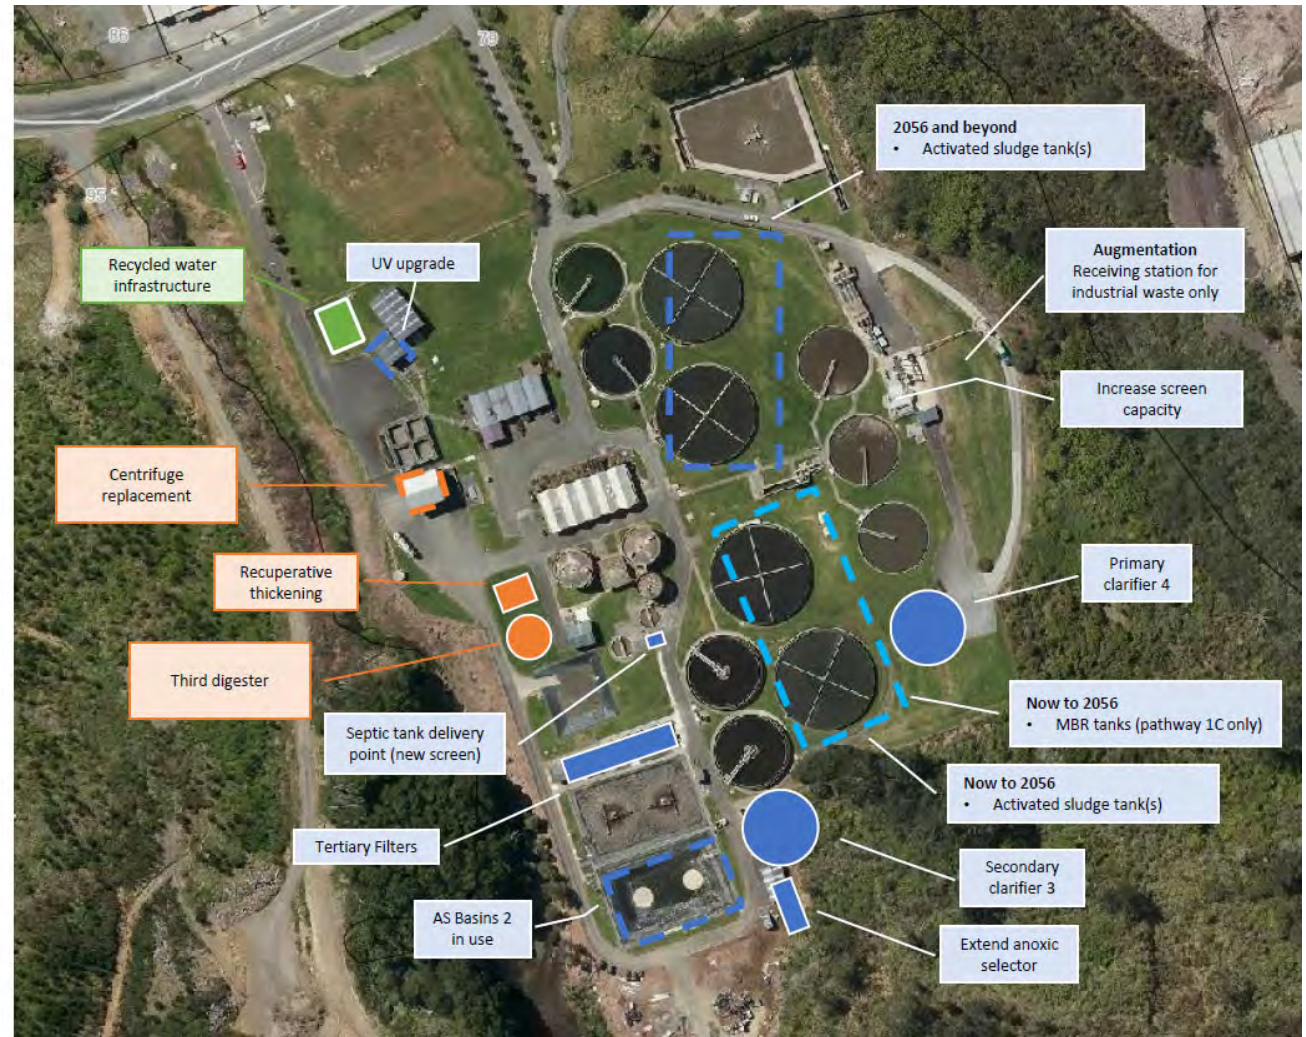 86
79
95
2056 and beyond
• Activated sludge tank(s)
Augmentation
Receiving station for
industrial waste only
Increase screen
capacity
Recycled water
infrastructure
UV upgrade
Centrifuge
replacement
Recuperative
thickening
Third digester
Primary
clarifier 4
Now to 2056
• MBR tanks (pathway 1C only)
Septic tank delivery
point (new screen)
Now to 2056
• Activated sludge tank(s)
Tertiary Filters
Secondary
clarifier 3
AS Basins 2
in use
Extend anoxic
selector